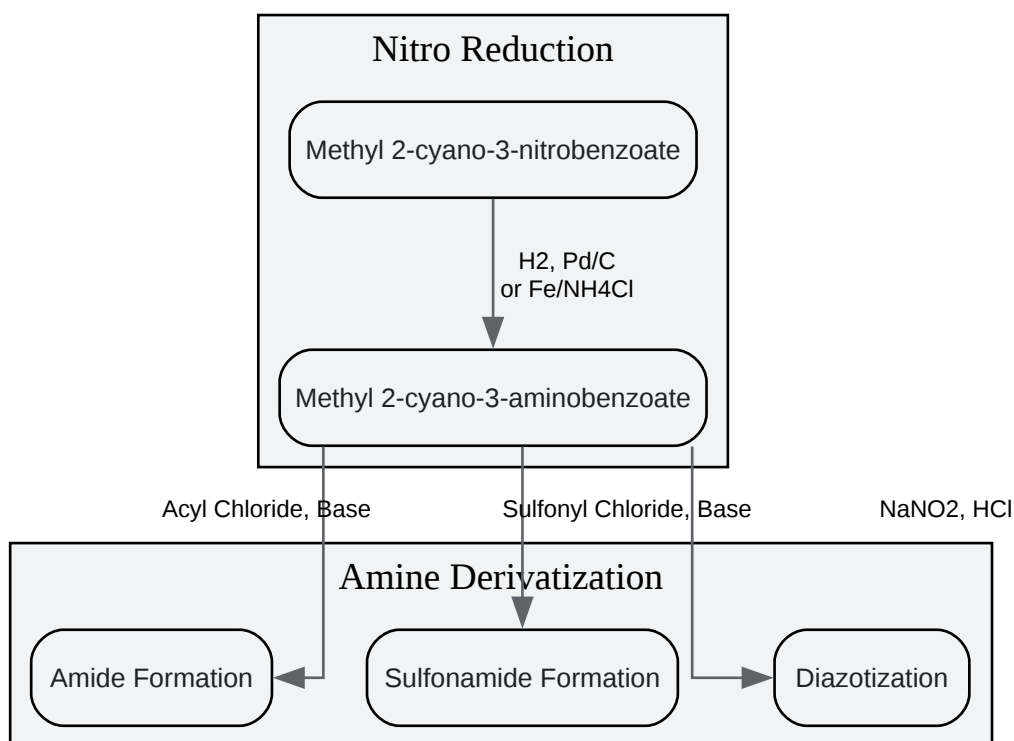 Nitro Reduction
Methyl 2-cyano-3-nitrobenzoate
H2, Pd/C
or Fe/NH4Cl
Methyl 2-cyano-3-aminobenzoate
Acyl Chloride, Base
Sulfonyl Chloride, Base
NaNO2, HCl
Amine Derivatization
Amide Formation
Sulfonamide Formation
Diazotization